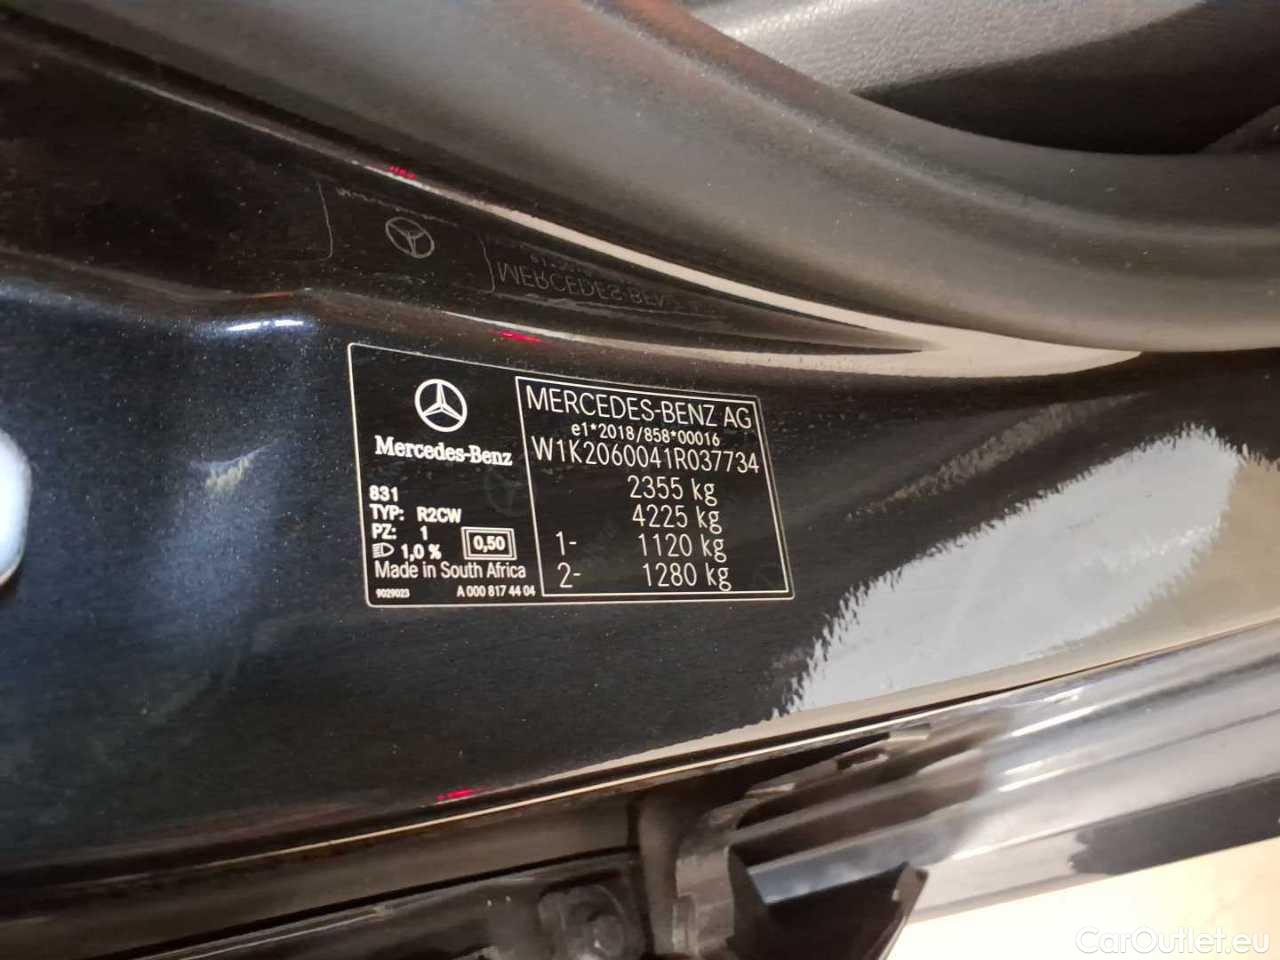 MERCEDES-BENZ
Mercedes-Benz
831
TYP: R2CW
PZ: 1
1,0 %
0,50
Made in South Africa
9029023
A 000 817 44 04
MERCEDES-BENZ AG
e1*2018/858*00016
W1K2060041R037734
2355 kg
4225 kg
1- 1120 kg
2- 1280 kg
CarOutlet.eu